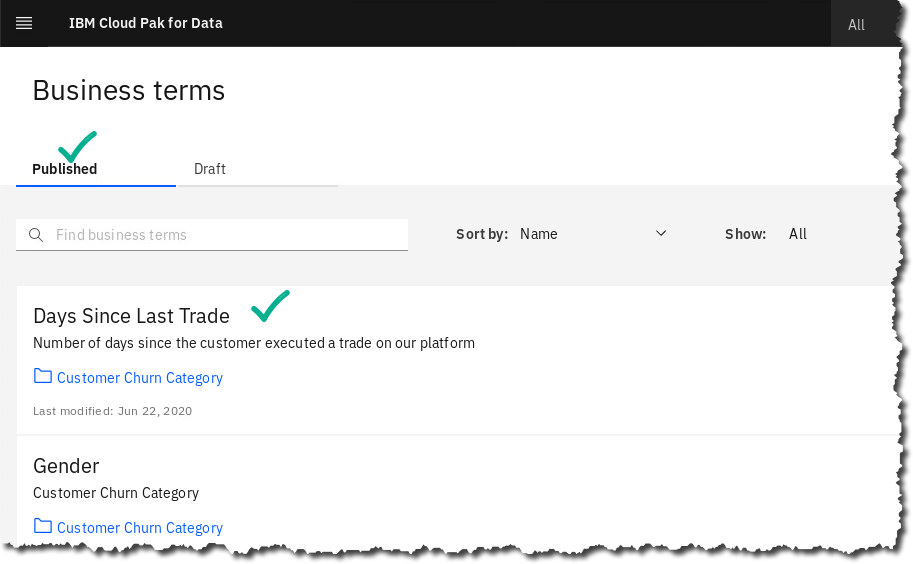 IBM Cloud Pak for Data
All
Business terms
Published
Draft
Find business terms
Sort by: Name
Show: All
Days Since Last Trade
Number of days since the customer executed a trade on our platform
Customer Churn Category
Last modified: Jun 22, 2020
Gender
Customer Churn Category
Customer Churn Category